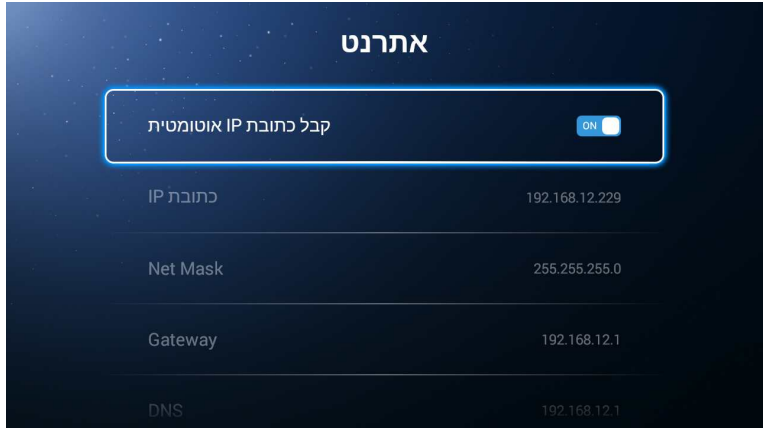 אתרנט
קבל כתובת IP אוטומטית ON
כתובת IP 192.168.12.229
Net Mask 255.255.255.0
Gateway 192.168.12.1
DNS 192.168.12.1